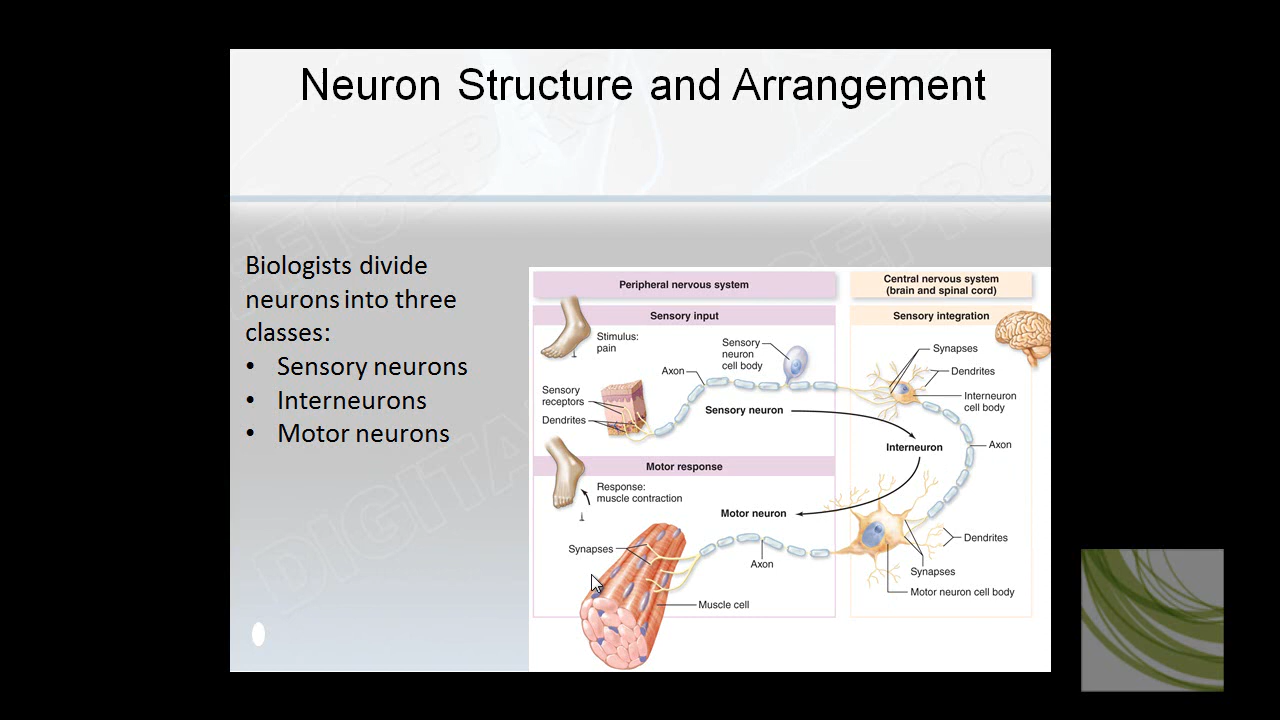 Neuron Structure and Arrangement
Biologists divide
neurons into three
classes:
• Sensory neurons
• Interneurons
• Motor neurons
Peripheral nervous system
Central nervous system
(brain and spinal cord)
Sensory input
Sensory integration
Stimulus:
pain
Sensory
neuron
cell body
Axon
Sensory
receptors
Dendrites
Sensory neuron
Synapses
Dendrites
Interneuron
cell body
Interneuron
Axon
Motor response
Response:
muscle contraction
Motor neuron
Synapses
Axon
Muscle cell
Dendrites
Synapses
Motor neuron cell body